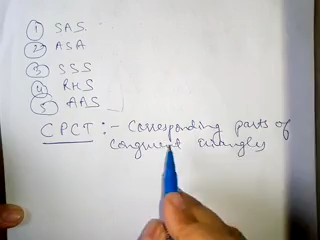 1 SAS
2 ASA
3 SSS
4 RHS
5 AAS
CPCT :- Corresponding parts of
congruent triangles